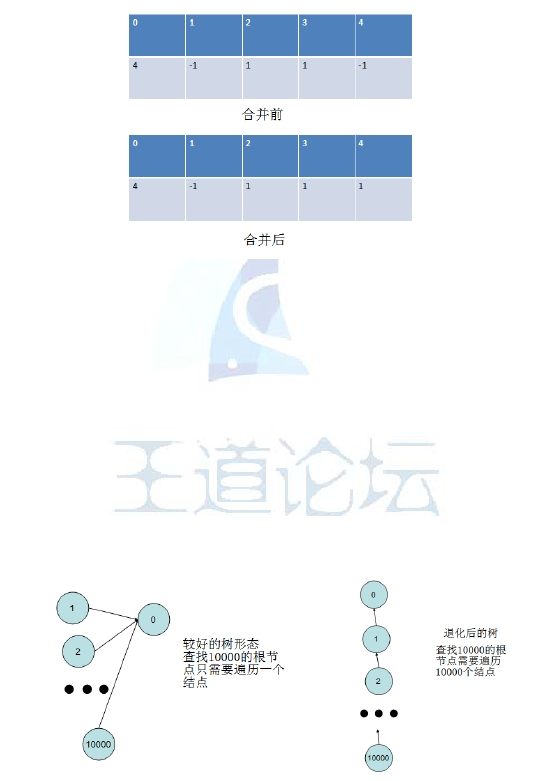 0 1 2 3 4
4 -1 1 1 -1
合并前
0 1 2 3 4
4 -1 1 1 1
合并后
王道论坛
1
0
2
10000
较好的树形态
查找10000的根节
点只需要遍历一个
结点
0
1
2
10000
退化后的树
查找10000的根
节点需要遍历
10000个结点